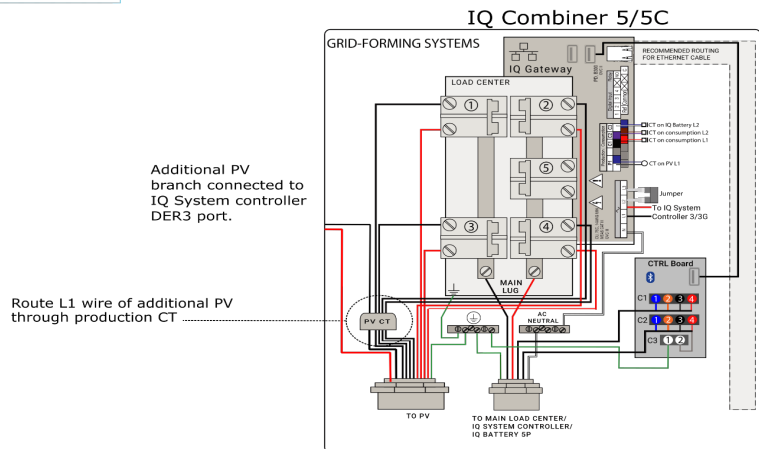 IQ Combiner 5/5C
GRID-FORMING SYSTEMS
RECOMMENDED ROUTING
FOR ETHERNET CABLE
IQ Gateway
LOAD CENTER
1
2
5
3
4
CT on IQ Battery L2
CT on consumption L2
CT on consumption L1
CT on PV L1
Jumper
To IQ System
Controller 3/3G
Additional PV
branch connected to
IQ System controller
DER3 port.
Route L1 wire of additional PV
through production CT
PV CT
MAIN
LUG
AC
NEUTRAL
CTRL Board
C1 1 2 3 4
C2 1 2 3 4
C3 1 2
TO PV
TO MAIN LOAD CENTER/
IQ SYSTEM CONTROLLER/
IQ BATTERY 5P